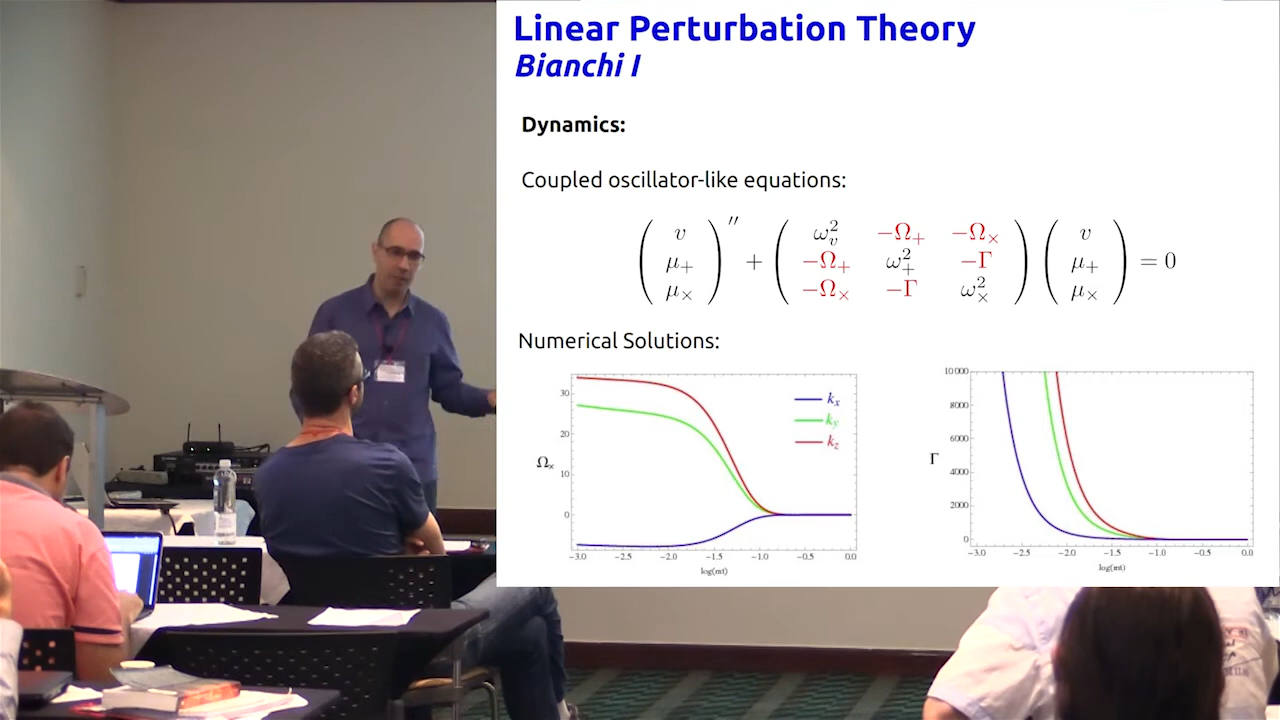 Linear Perturbation Theory
Bianchi I
Dynamics:
Coupled oscillator-like equations:
( v μ₊ μ× )″ + ( ω²ᵥ −Ω₊ −Ω× ; −Ω₊ ω²₊ −Γ ; −Ω× −Γ ω²× ) ( v μ₊ μ× ) = 0
Numerical Solutions:
30
20
10
0
Ω×
kx
ky
kz
−3.0 −2.5 −2.0 −1.5 −1.0 −0.5 0.0
log(mt)
10 000
8000
6000
4000
2000
0
Γ
−3.0 −2.5 −2.0 −1.5 −1.0 −0.5 0.0
log(mt)